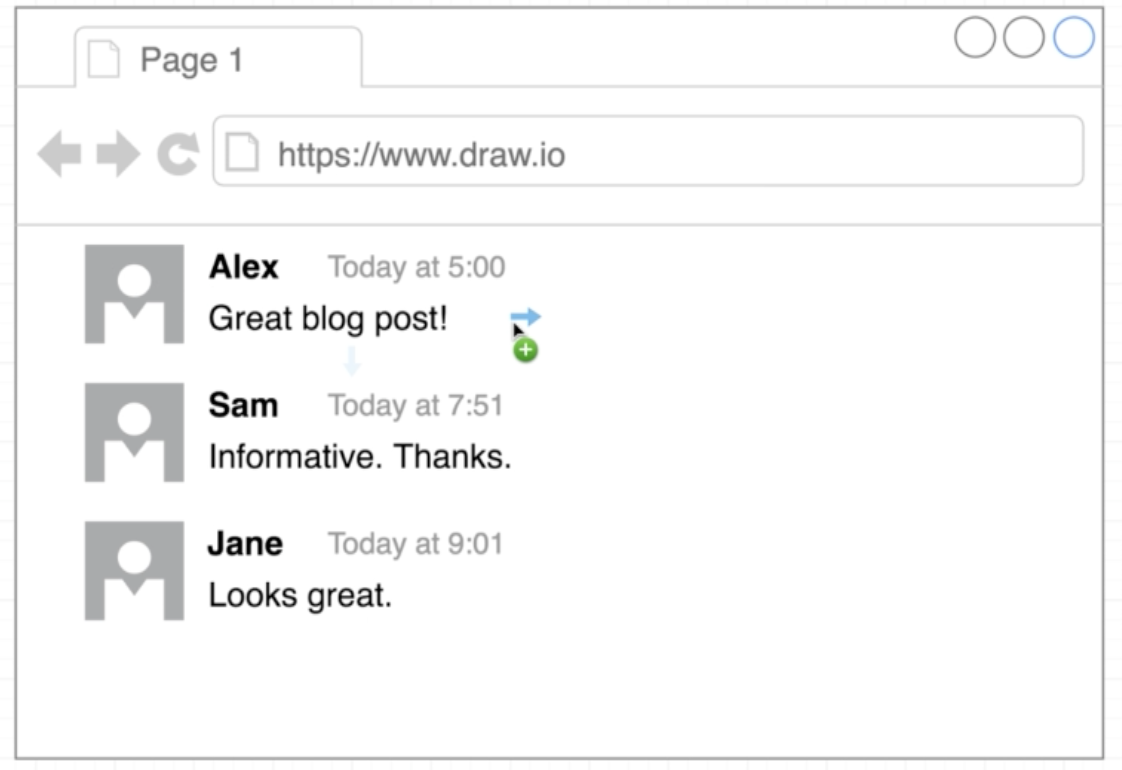 Page 1
https://www.draw.io
Alex Today at 5:00
Great blog post!
Sam Today at 7:51
Informative. Thanks.
Jane Today at 9:01
Looks great.